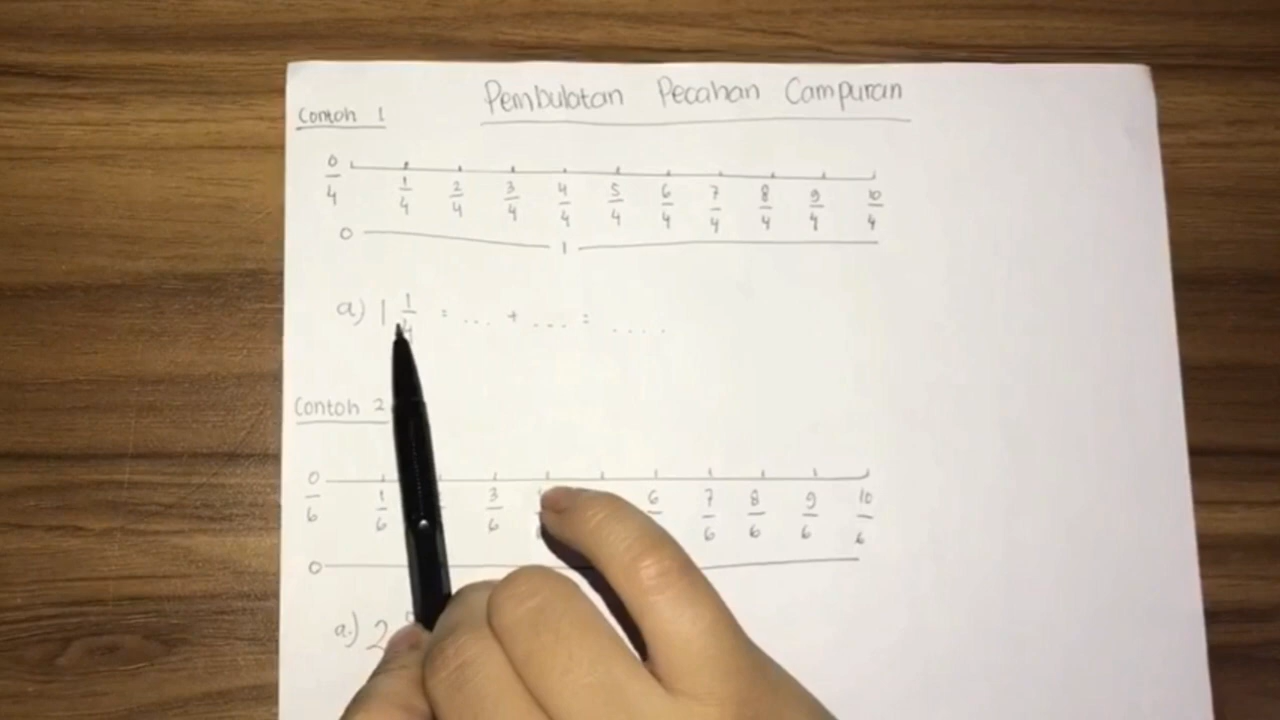 Pembulatan Pecahan Campuran
Contoh 1
0/4 1/4 2/4 3/4 4/4 5/4 6/4 7/4 8/4 9/4 10/4
0 1
a) 1 1/4 = ... + ... = .....
Contoh 2
0/6 1/6 3/6 6 7/6 8/6 9/6 10/6
0
a.) 2